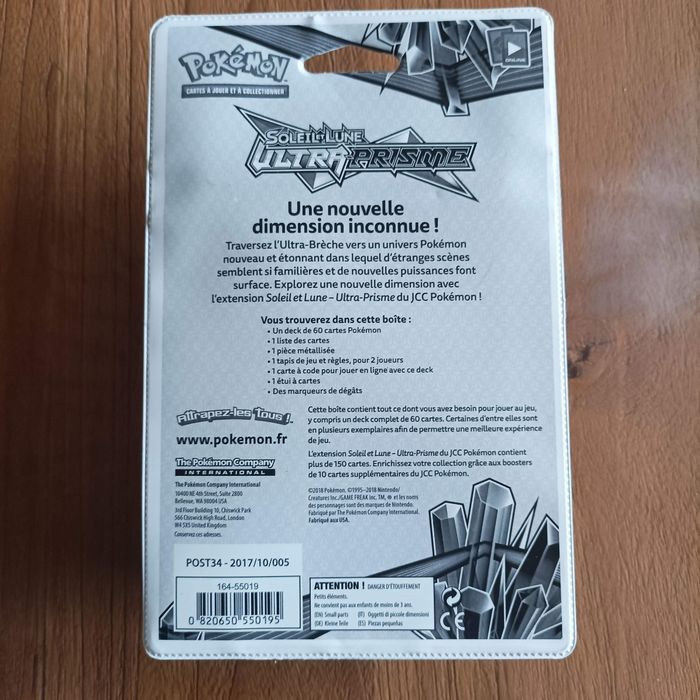 POKéMON
CARTES À JOUER ET À COLLECTIONNER
ONLINE
SOLEIL ET LUNE
ULTRA-PRISME
Une nouvelle
dimension inconnue !
Traversez l'Ultra-Brèche vers un univers Pokémon
nouveau et étonnant dans lequel d'étranges scènes
semblent si familières et de nouvelles puissances font
surface. Explorez une nouvelle dimension avec
l'extension Soleil et Lune – Ultra-Prisme du JCC Pokémon !
Vous trouverez dans cette boîte :
• Un deck de 60 cartes Pokémon
• 1 liste des cartes
• 1 pièce métallisée
• 1 tapis de jeu et règles, pour 2 joueurs
• 1 carte à code pour jouer en ligne avec ce deck
• 1 étui à cartes
• Des marqueurs de dégâts
Attrapez-les tous !
www.pokemon.fr
The Pokémon Company
INTERNATIONAL
The Pokémon Company International
10400 NE 4th Street, Suite 2800
Bellevue, WA 98004 USA
3rd Floor Building 10, Chiswick Park
566 Chiswick High Road, London
W4 5XS United Kingdom
Conservez ces adresses.
Cette boîte contient tout ce dont vous avez besoin pour jouer au jeu,
y compris un deck complet de 60 cartes. Certaines d'entre elles sont
en plusieurs exemplaires afin de permettre une meilleure expérience
de jeu.
L'extension Soleil et Lune – Ultra-Prisme du JCC Pokémon contient
plus de 150 cartes. Enrichissez votre collection grâce aux boosters
de 10 cartes supplémentaires du JCC Pokémon.
©2018 Pokémon. ©1995–2018 Nintendo/
Creatures Inc./GAME FREAK inc. TM, ® et les noms
des personnages sont des marques de Nintendo.
Fabriqué par The Pokémon Company International.
Fabriqué aux USA.
POST34 - 2017/10/005
164-55019
0 820650 550195
ATTENTION ! DANGER D'ÉTOUFFEMENT
Petits éléments.
Ne convient pas aux enfants de moins de 3 ans.
(EN) Small parts (IT) Oggetti di piccole dimensioni
(DE) Kleine Teile (ES) Piezas pequeñas
CE